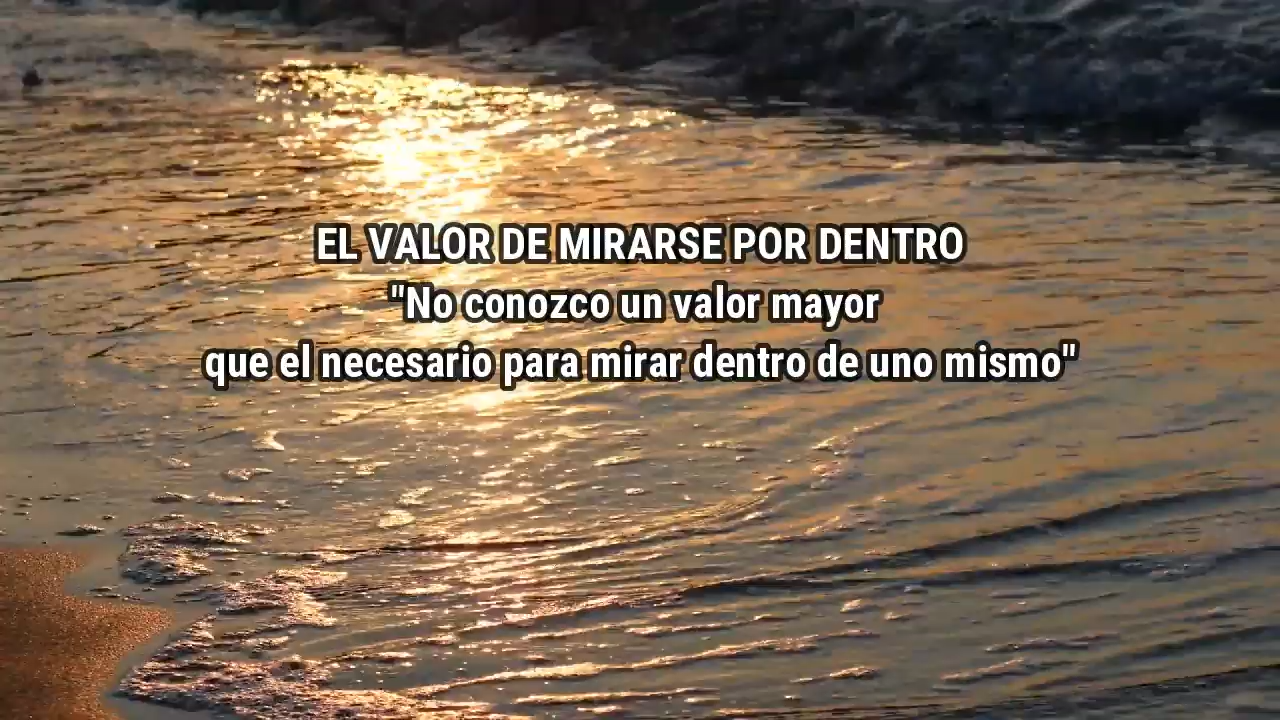 EL VALOR DE MIRARSE POR DENTRO
"No conozco un valor mayor
que el necesario para mirar dentro de uno mismo"